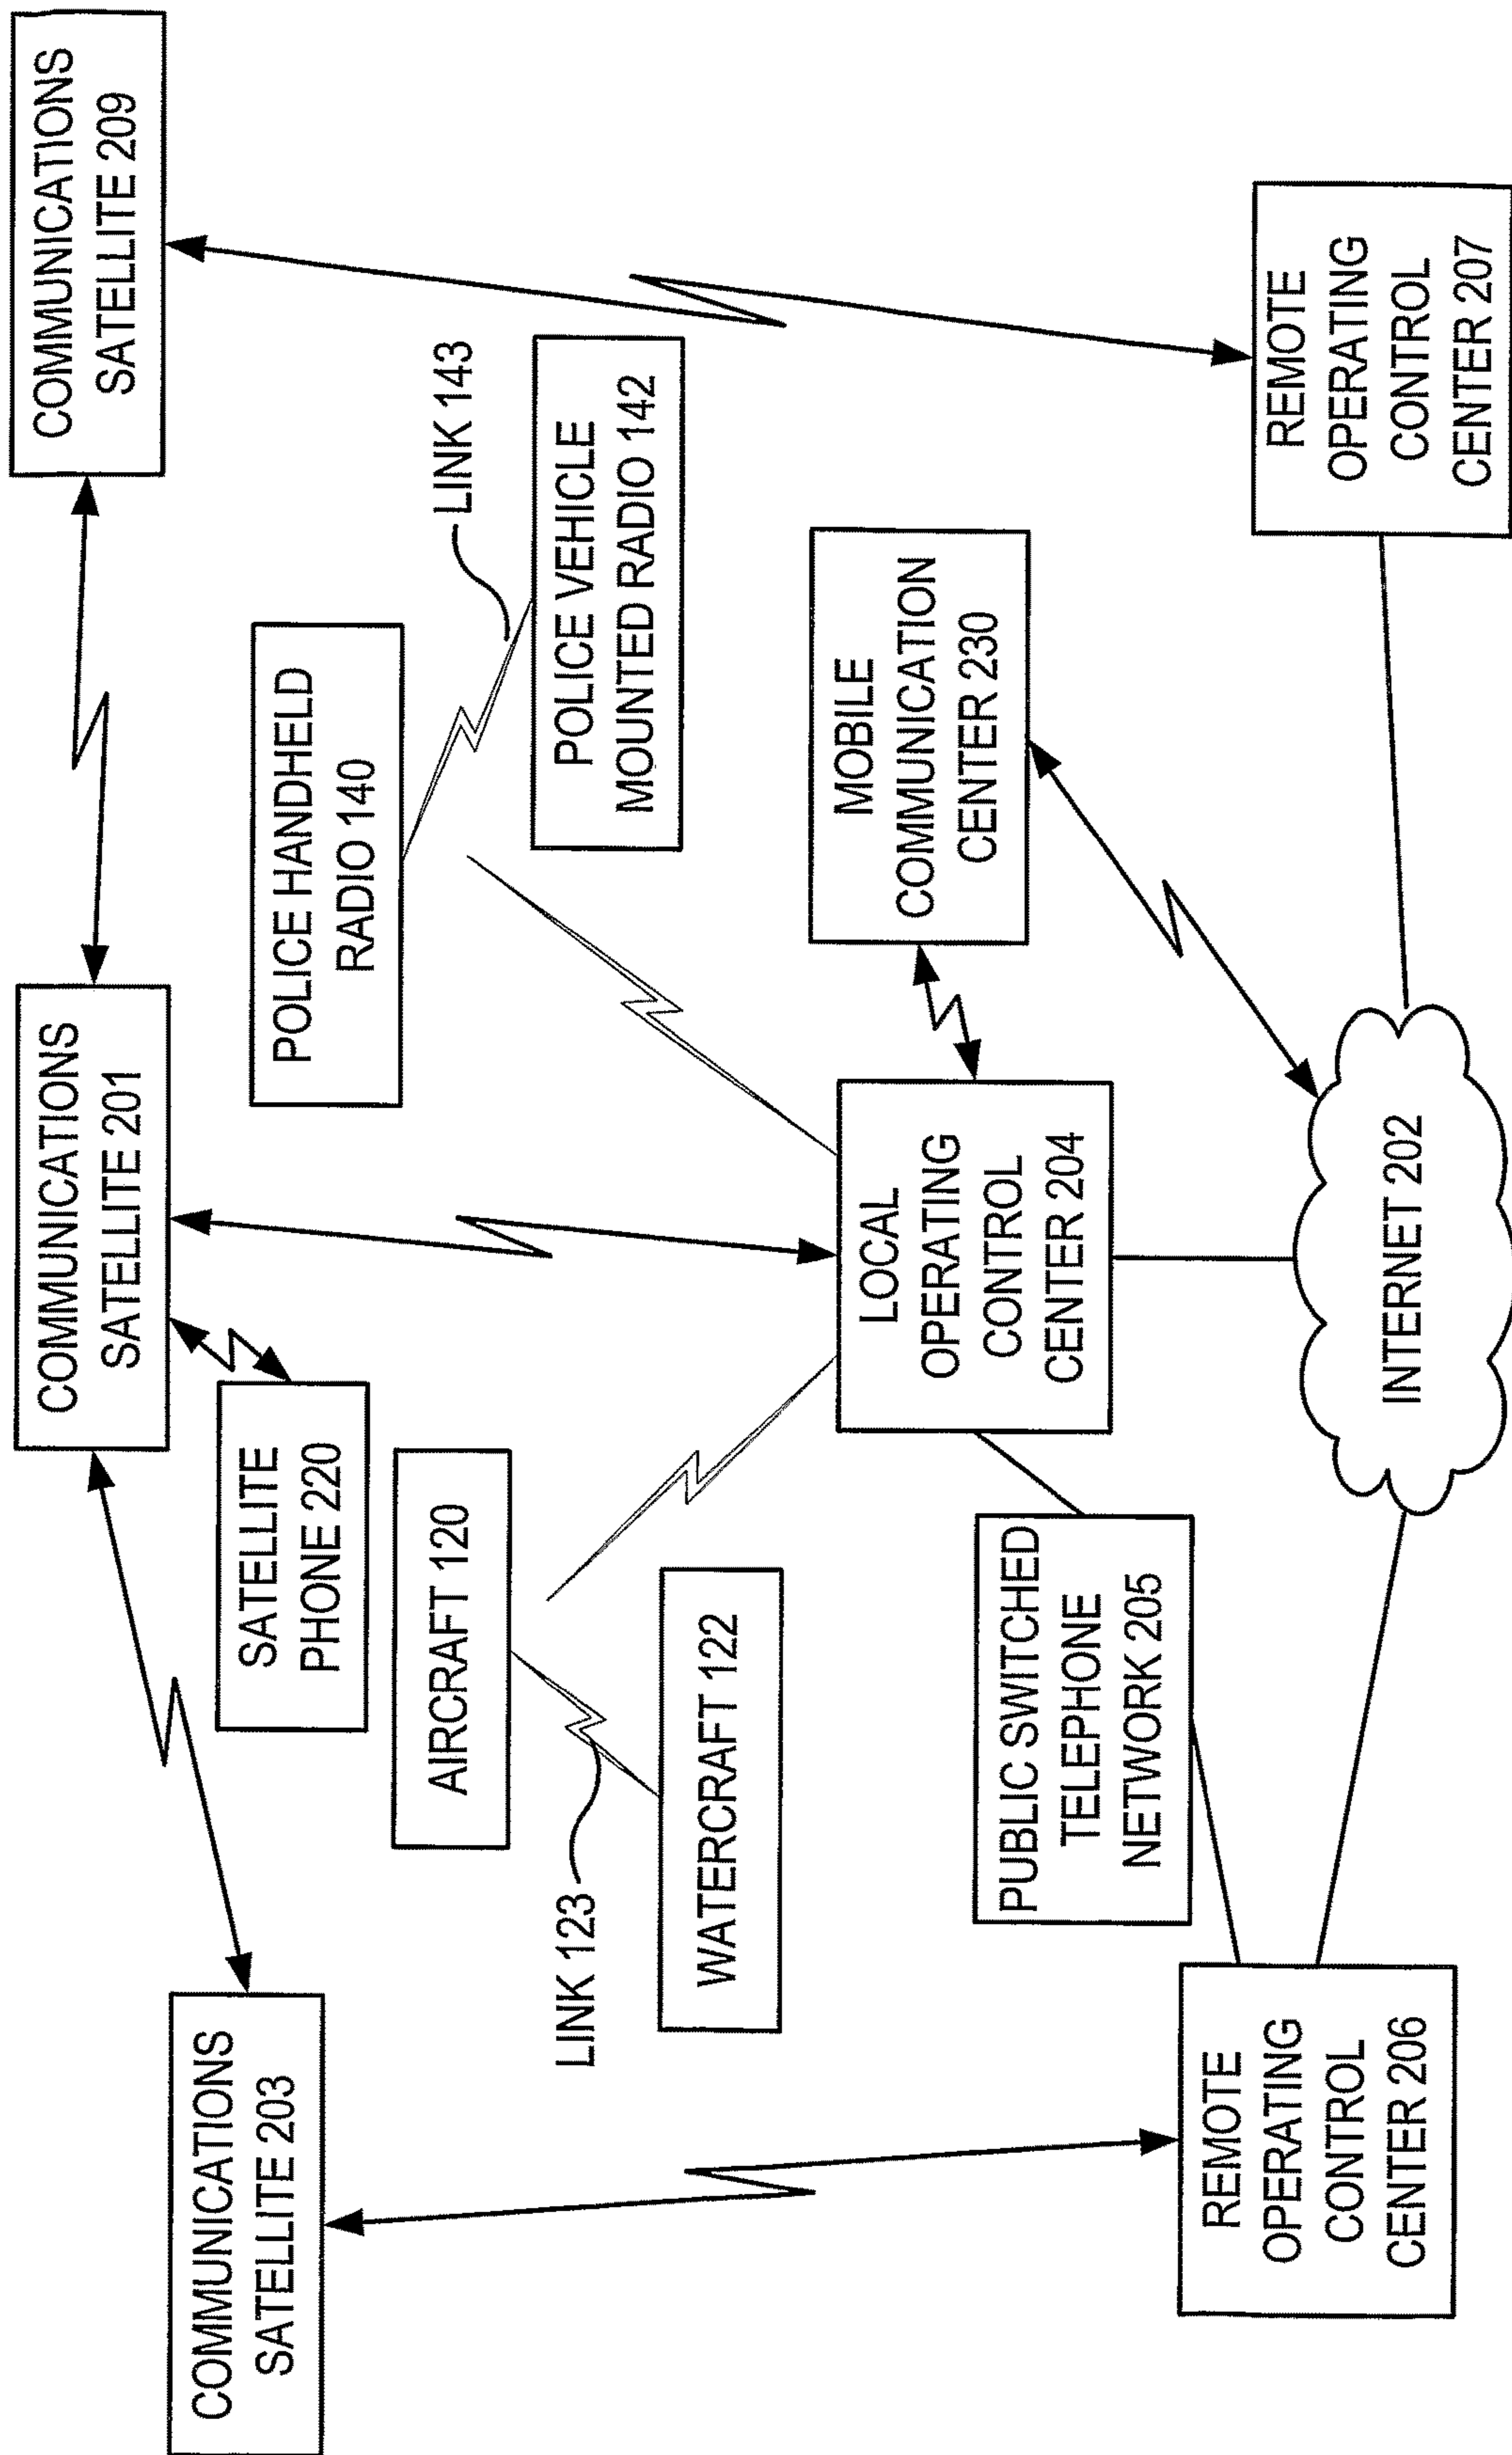 COMMUNICATIONS
SATELLITE 203
COMMUNICATIONS
SATELLITE 201
COMMUNICATIONS
SATELLITE 209
SATELLITE
PHONE 220
POLICE HANDHELD
RADIO 140
AIRCRAFT 120
LINK 143
LINK 123
POLICE VEHICLE
MOUNTED RADIO 142
WATERCRAFT 122
LOCAL
OPERATING
CONTROL
CENTER 204
MOBILE
COMMUNICATION
CENTER 230
PUBLIC SWITCHED
TELEPHONE
NETWORK 205
REMOTE
OPERATING
CONTROL
CENTER 206
INTERNET 202
REMOTE
OPERATING
CONTROL
CENTER 207